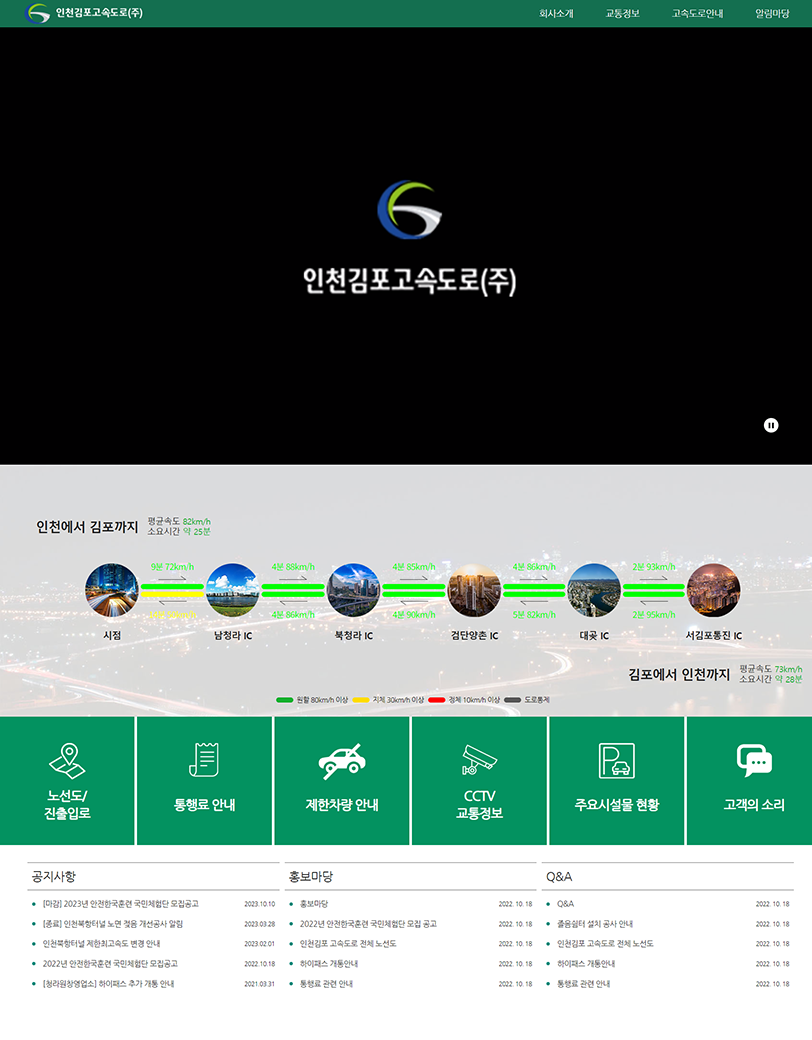 인천김포고속도로(주)
회사소개 교통정보 고속도로안내 알림마당
인천김포고속도로(주)
인천에서 김포까지 평균속도 82km/h
소요시간 약 25분
9분 72km/h 4분 88km/h 4분 85km/h 4분 86km/h 2분 93km/h
4분 86km/h 4분 90km/h 5분 82km/h 2분 95km/h
시점 남청라 IC 북청라 IC 검단양촌 IC 대곶 IC 서김포통진 IC
김포에서 인천까지 평균속도 73km/h
소요시간 약 28분
원활 80km/h 이상 지체 30km/h 이상 정체 10km/h 이상 도로통제
노선도/
진출입로
통행료 안내
제한차량 안내
CCTV
교통정보
주요시설물 현황
고객의 소리
공지사항
[마감] 2023년 안전한국훈련 국민체험단 모집공고 2023.10.10
[종료] 인천북항터널 노면 젖음 개선공사 알림 2023.03.28
인천북항터널 제한최고속도 변경 안내 2023.02.01
2022년 안전한국훈련 국민체험단 모집공고 2022.10.18
[청라원창영업소] 하이패스 추가 개통 안내 2021.03.31
홍보마당
홍보마당 2022. 10. 18
2022년 안전한국훈련 국민체험단 모집 공고 2022. 10. 18
인천김포 고속도로 전체 노선도 2022. 10. 18
하이패스 개통안내 2022. 10. 18
통행료 관련 안내 2022. 10. 18
Q&A
Q&A 2022. 10. 18
졸음쉼터 설치 공사 안내 2022. 10. 18
인천김포 고속도로 전체 노선도 2022. 10. 18
하이패스 개통안내 2022. 10. 18
통행료 관련 안내 2022. 10. 18